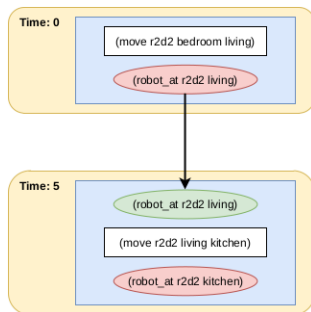 Time: 0
(move r2d2 bedroom living)
(robot_at r2d2 living)
Time: 5
(robot_at r2d2 living)
(move r2d2 living kitchen)
(robot_at r2d2 kitchen)